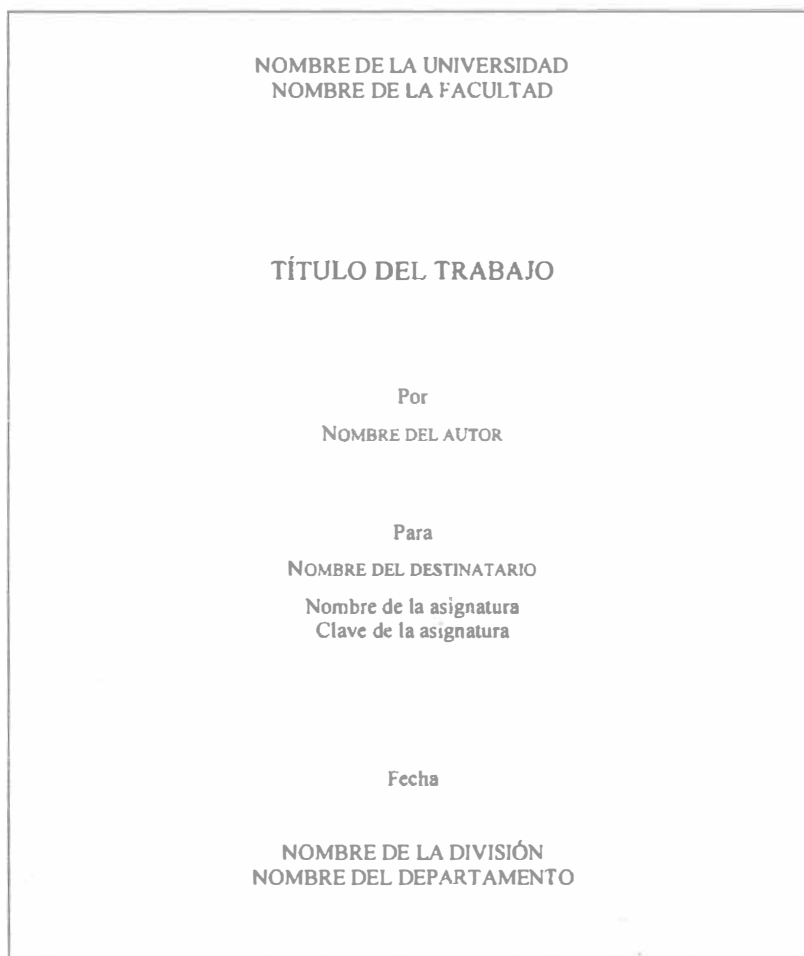 NOMBRE DE LA UNIVERSIDAD
NOMBRE DE LA FACULTAD
TÍTULO DEL TRABAJO
Por
NOMBRE DEL AUTOR
Para
NOMBRE DEL DESTINATARIO
Nombre de la asignatura
Clave de la asignatura
Fecha
NOMBRE DE LA DIVISIÓN
NOMBRE DEL DEPARTAMENTO